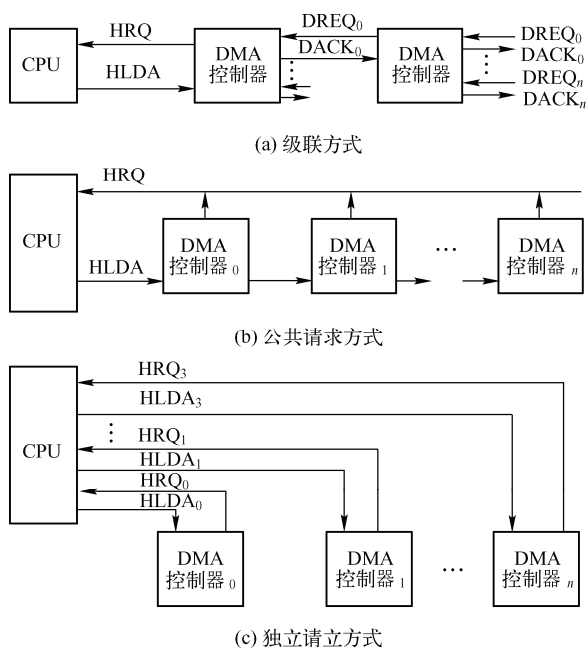 HRQ
DREQ₀
DREQ₀
CPU
DMA
控制器
DACK₀
DMA
控制器
DACK₀
HLDA
DREQₙ
DACKₙ
(a) 级联方式
HRQ
CPU
DMA
控制器 ₀
DMA
控制器 ₁
…
DMA
控制器 ₙ
HLDA
(b) 公共请求方式
HRQ₃
HLDA₃
CPU
HRQ₁
HLDA₁
HRQ₀
HLDA₀
DMA
控制器 ₀
DMA
控制器 ₁
…
DMA
控制器 ₙ
(c) 独立请立方式